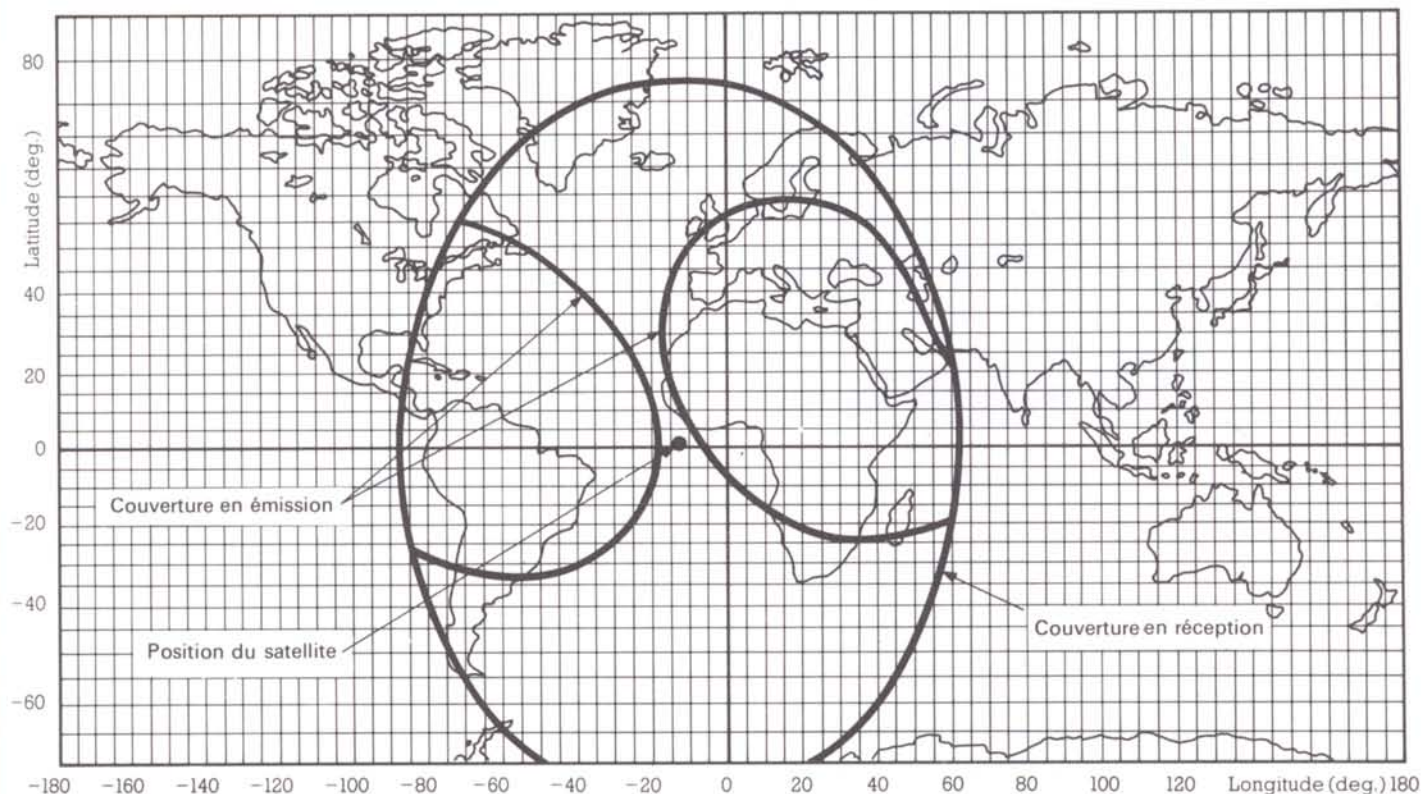 80
Latitude (deg.)
40
20
0
-20
-40
-60
Couverture en émission
Position du satellite
Couverture en réception
-180 -160 -140 -120 -100 -80 -60 -40 -20 0 20 40 60 80 100 120 Longitude (deg.) 180